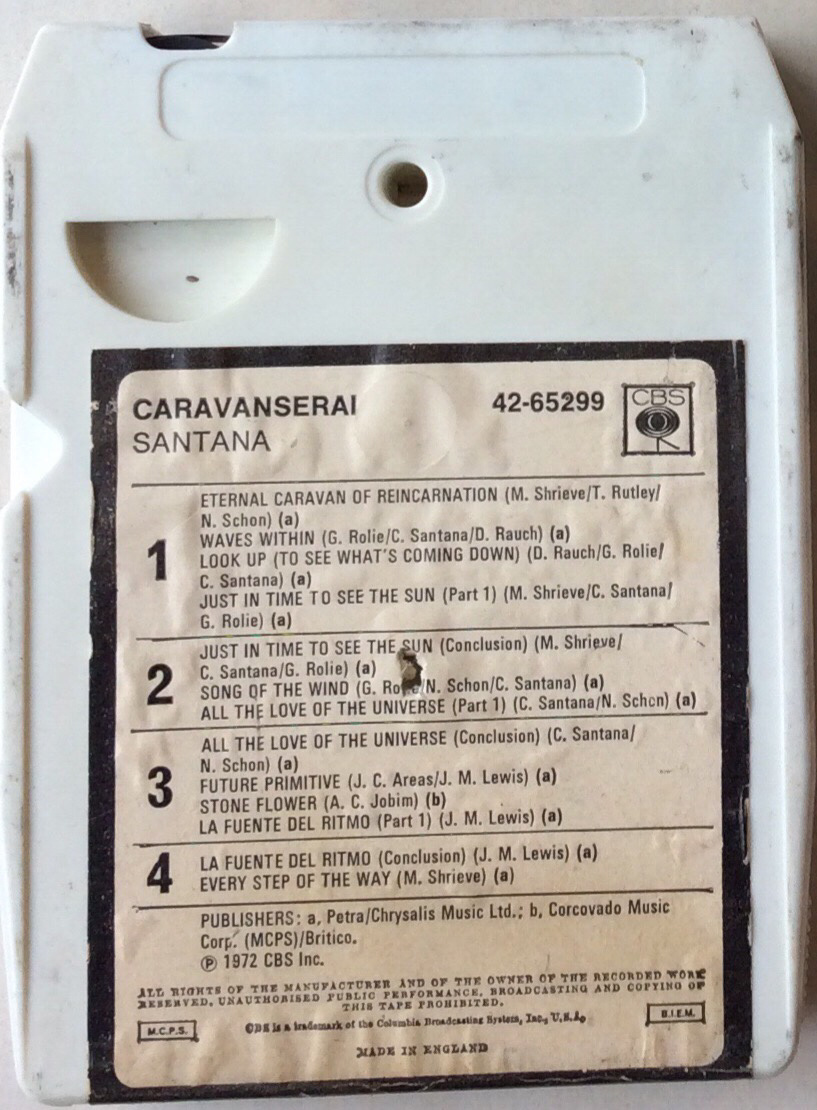 CARAVANSERAI 42-65299 CBS
SANTANA
1
ETERNAL CARAVAN OF REINCARNATION (M. Shrieve/T. Rutley/
N. Schon) (a)
WAVES WITHIN (G. Rolie/C. Santana/D. Rauch) (a)
LOOK UP (TO SEE WHAT'S COMING DOWN) (D. Rauch/G. Rolie/
C. Santana) (a)
JUST IN TIME TO SEE THE SUN (Part 1) (M. Shrieve/C. Santana/
G. Rolie) (a)
2
JUST IN TIME TO SEE THE SUN (Conclusion) (M. Shrieve/
C. Santana/G. Rolie) (a)
SONG OF THE WIND (G. /N. Schon/C. Santana) (a)
ALL THE LOVE OF THE UNIVERSE (Part 1) (C. Santana/N. Schon) (a)
3
ALL THE LOVE OF THE UNIVERSE (Conclusion) (C. Santana/
N. Schon) (a)
FUTURE PRIMITIVE (J. C. Areas/J. M. Lewis) (a)
STONE FLOWER (A. C. Jobim) (b)
LA FUENTE DEL RITMO (Part 1) (J. M. Lewis) (a)
4
LA FUENTE DEL RITMO (Conclusion) (J. M. Lewis) (a)
EVERY STEP OF THE WAY (M. Shrieve) (a)
PUBLISHERS: a, Petra/Chrysalis Music Ltd.; b, Corcovado Music
Corp. (MCPS)/Britico.
℗ 1972 CBS Inc.
ALL RIGHTS OF THE MANUFACTURER AND OF THE OWNER OF THE RECORDED WORK
RESERVED, UNAUTHORISED PUBLIC PERFORMANCE, BROADCASTING AND COPYING OF
THIS TAPE PROHIBITED.
M.C.P.S. CBS is a trademark of the Columbia Broadcasting System, Inc., U.S.A. B.I.E.M.
MADE IN ENGLAND